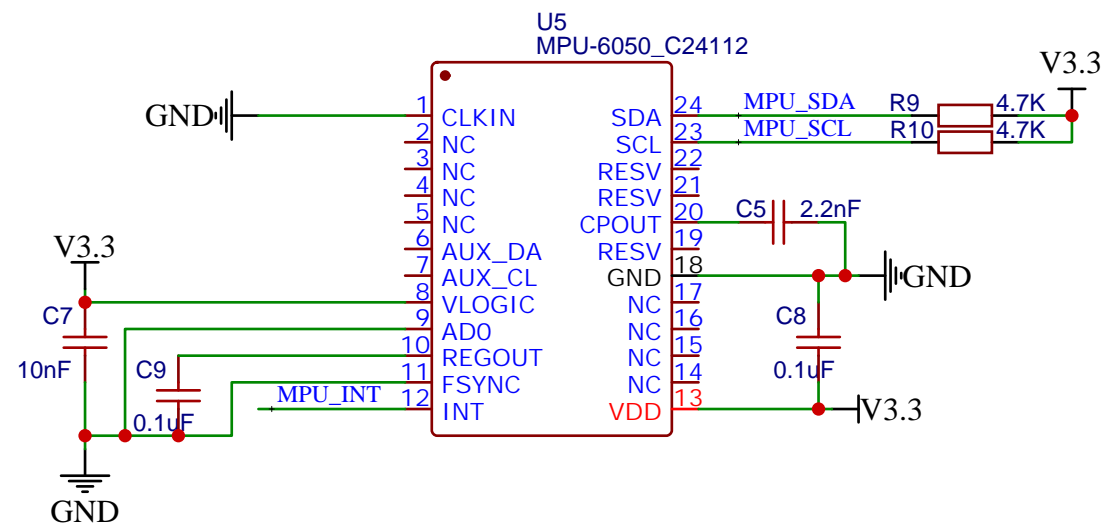 U5
MPU-6050_C24112
V3.3
GND
1 CLKIN
2 NC
3 NC
4 NC
5 NC
6 AUX_DA
7 AUX_CL
8 VLOGIC
9 AD0
10 REGOUT
11 FSYNC
12 INT
SDA 24 MPU_SDA R9 4.7K
SCL 23 MPU_SCL R10 4.7K
RESV 22
RESV 21
CPOUT 20 C5 2.2nF
RESV 19
GND 18 GND
NC 17
NC 16
NC 15
NC 14
VDD 13 V3.3
C8
0.1uF
V3.3
C7
10nF
C9
0.1uF
MPU_INT
GND